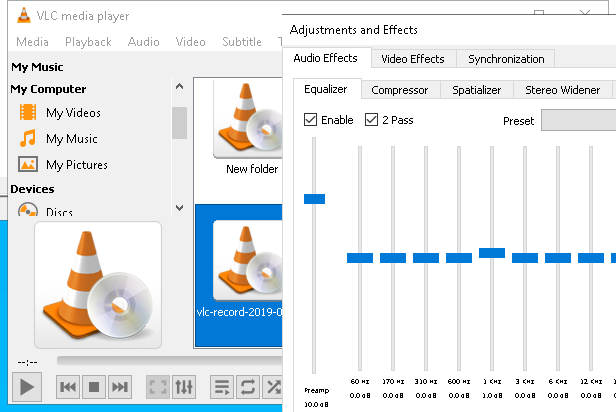 VLC media player
Media Playback Audio Video Subtitle
My Music
My Computer
My Videos
My Music
My Pictures
Devices
Discs
New folder
vlc-record-2019-0
--:--
Adjustments and Effects
Audio Effects Video Effects Synchronization
Equalizer Compressor Spatializer Stereo Widener
Enable 2 Pass Preset
60 Hz 170 Hz 310 Hz 600 Hz 1 KHz 3 KHz 6 KHz 12 KHz
0.0 dB 0.0 dB 0.0 dB 0.0 dB 1.0 dB 0.0 dB 0.0 dB 0.0 dB
Preamp
10.0 dB